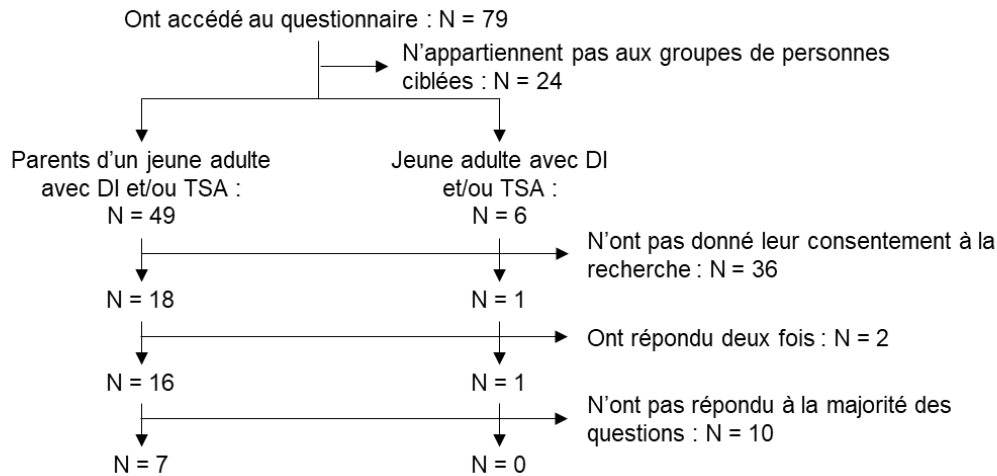 Ont accédé au questionnaire : N = 79
N’appartiennent pas aux groupes de personnes
ciblées : N = 24
Parents d’un jeune adulte
avec DI et/ou TSA :
N = 49
Jeune adulte avec DI
et/ou TSA :
N = 6
N’ont pas donné leur consentement à la
recherche : N = 36
N = 18
N = 1
Ont répondu deux fois : N = 2
N = 16
N = 1
N’ont pas répondu à la majorité des
questions : N = 10
N = 7
N = 0